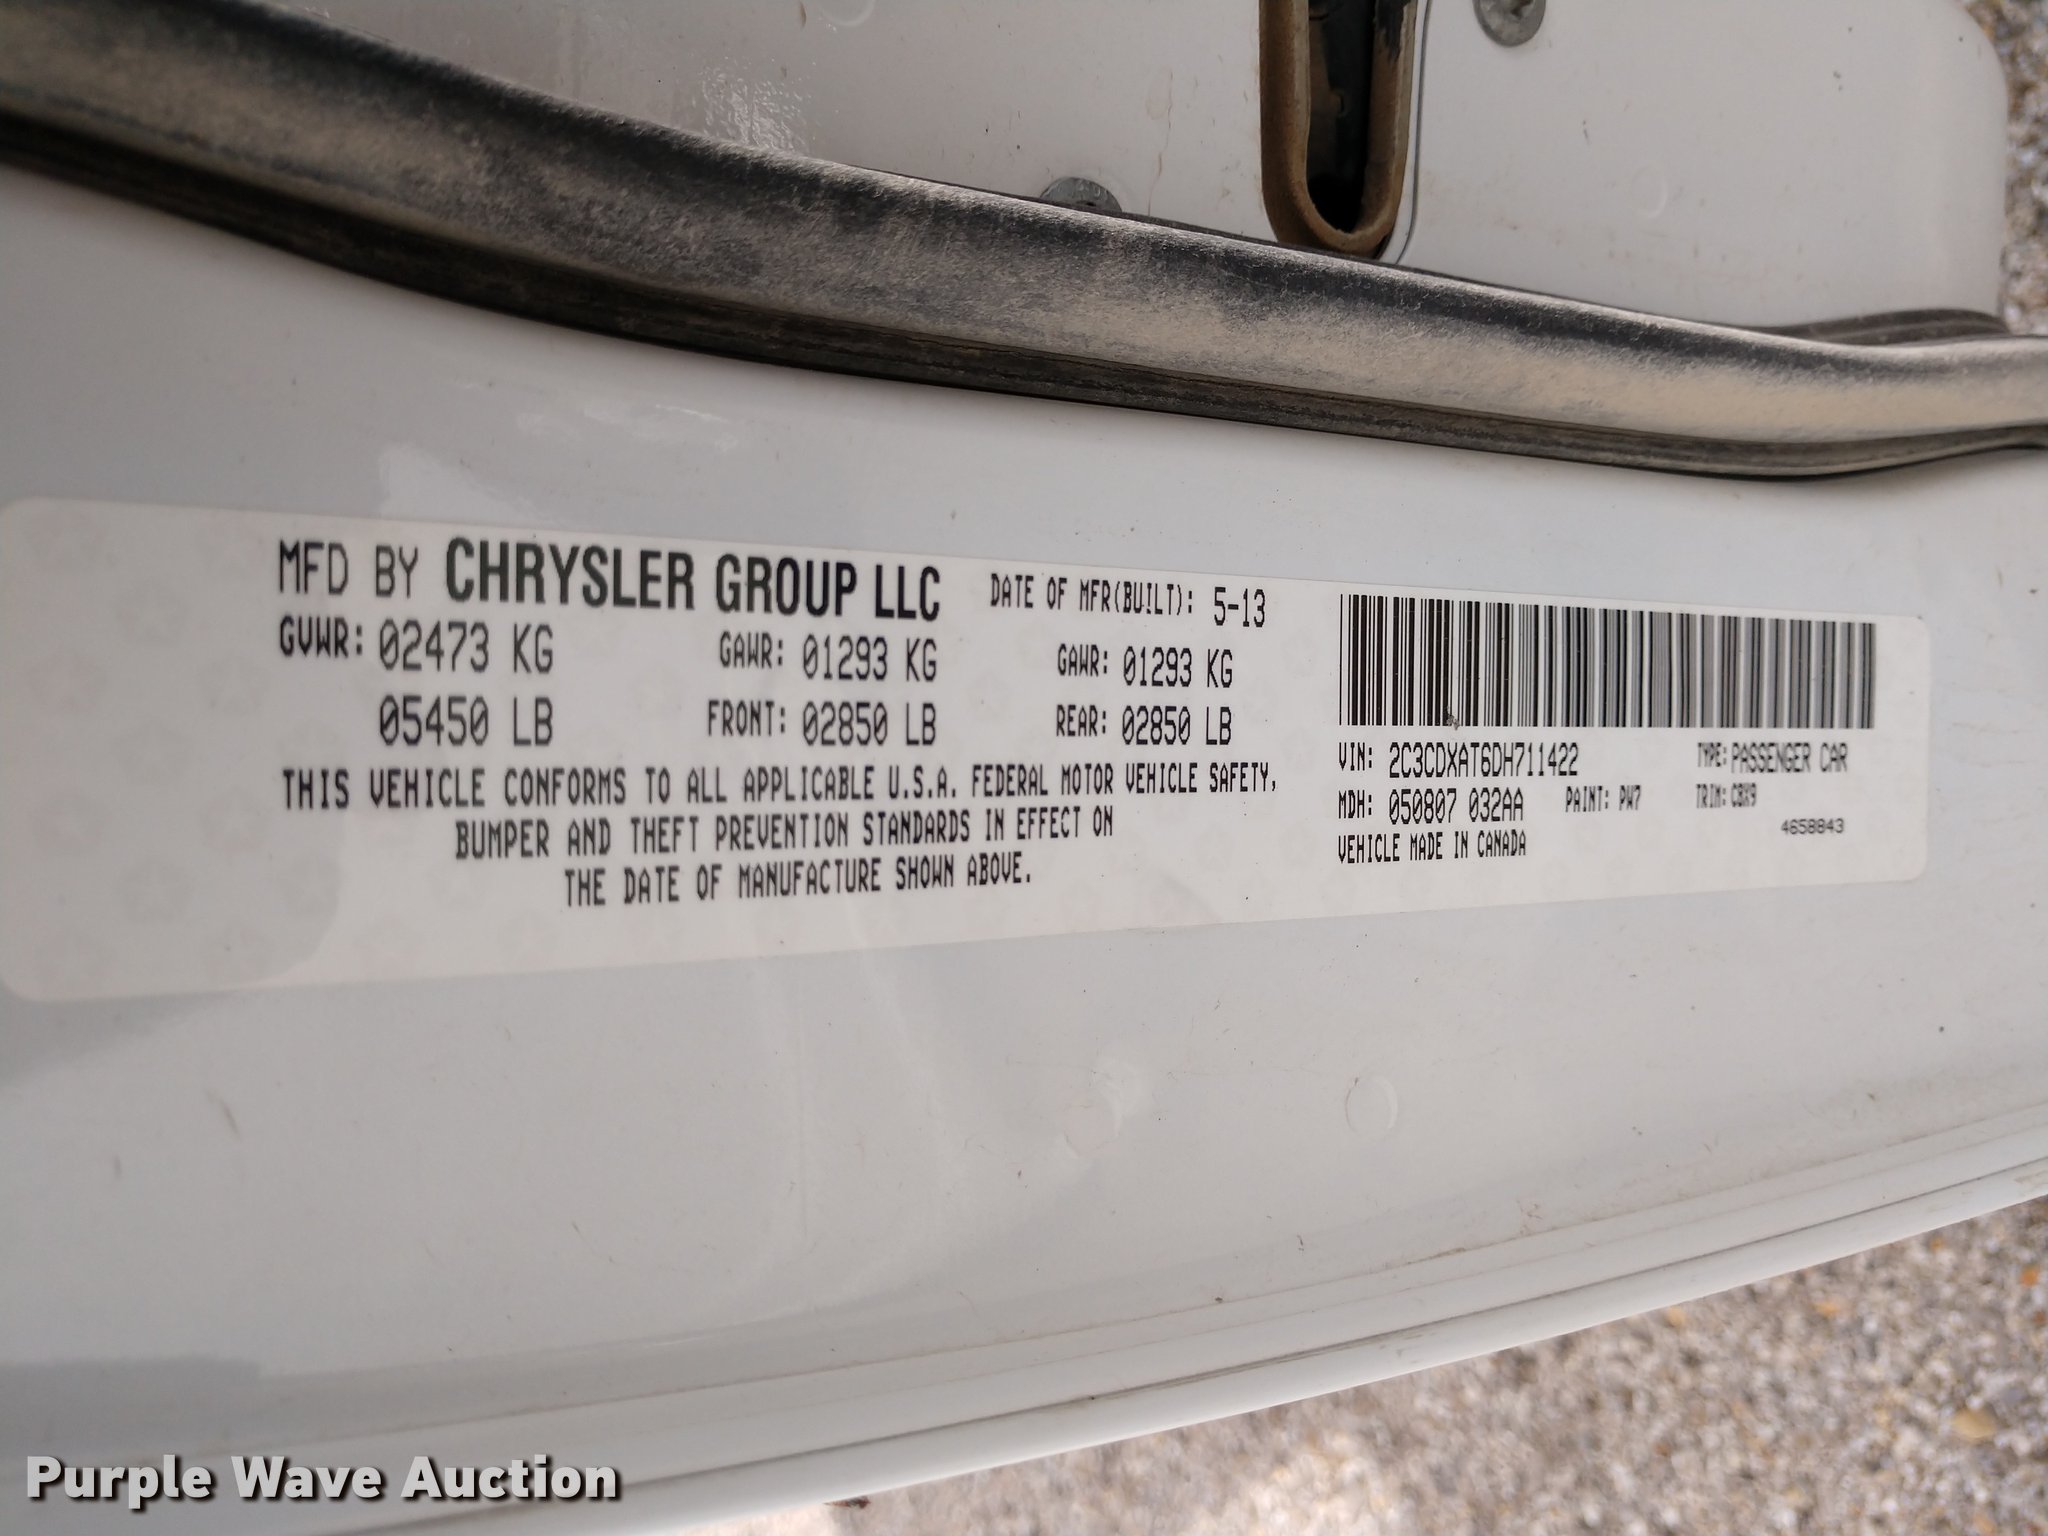 MFD BY CHRYSLER GROUP LLC DATE OF MFR(BUILT): 5-13
GVWR: 02473 KG GAWR: 01293 KG GAWR: 01293 KG
05450 LB FRONT: 02850 LB REAR: 02850 LB
THIS VEHICLE CONFORMS TO ALL APPLICABLE U.S.A. FEDERAL MOTOR VEHICLE SAFETY,
BUMPER AND THEFT PREVENTION STANDARDS IN EFFECT ON
THE DATE OF MANUFACTURE SHOWN ABOVE.
VIN: 2C3CDXAT6DH711422 TYPE: PASSENGER CAR
MDH: 050807 032AA PAINT: PW7 TRIM: CBX9
VEHICLE MADE IN CANADA 4658843
Purple Wave Auction